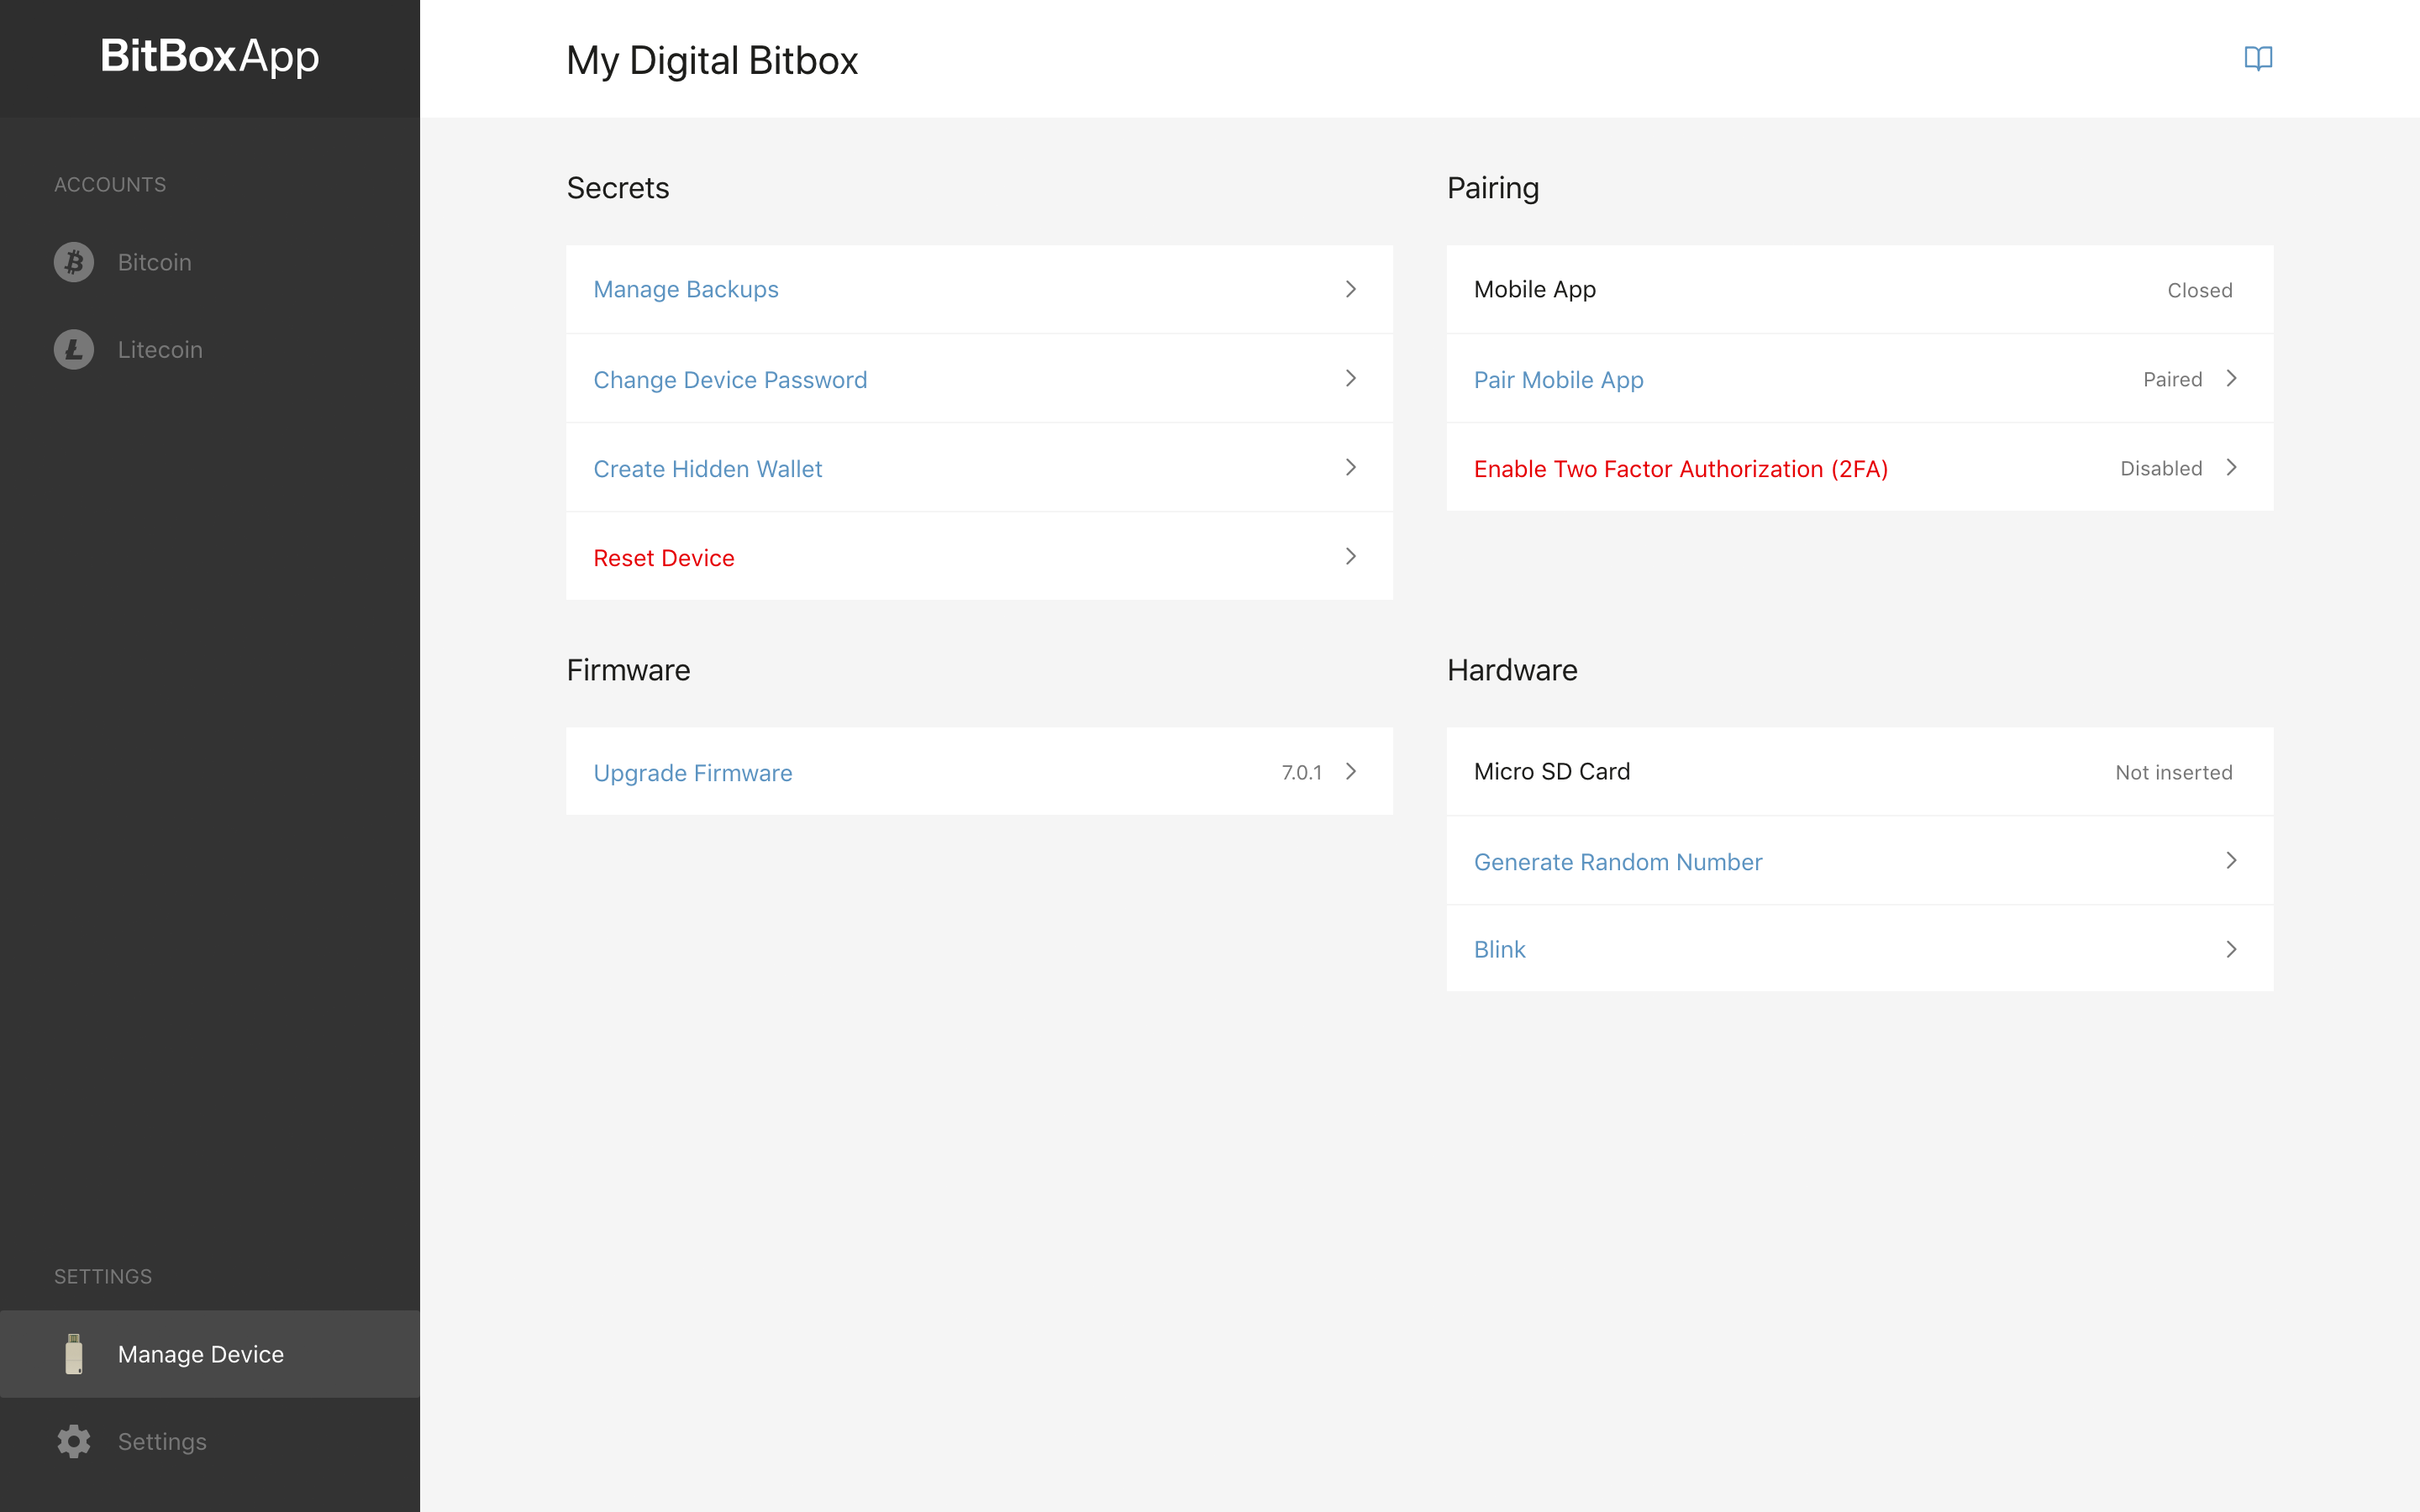 BitBoxApp
ACCOUNTS
Bitcoin
Litecoin
SETTINGS
Manage Device
Settings
My Digital Bitbox
Secrets
Manage Backups
Change Device Password
Create Hidden Wallet
Reset Device
Pairing
Mobile App Closed
Pair Mobile App Paired
Enable Two Factor Authorization (2FA) Disabled
Firmware
Upgrade Firmware 7.0.1
Hardware
Micro SD Card Not inserted
Generate Random Number
Blink